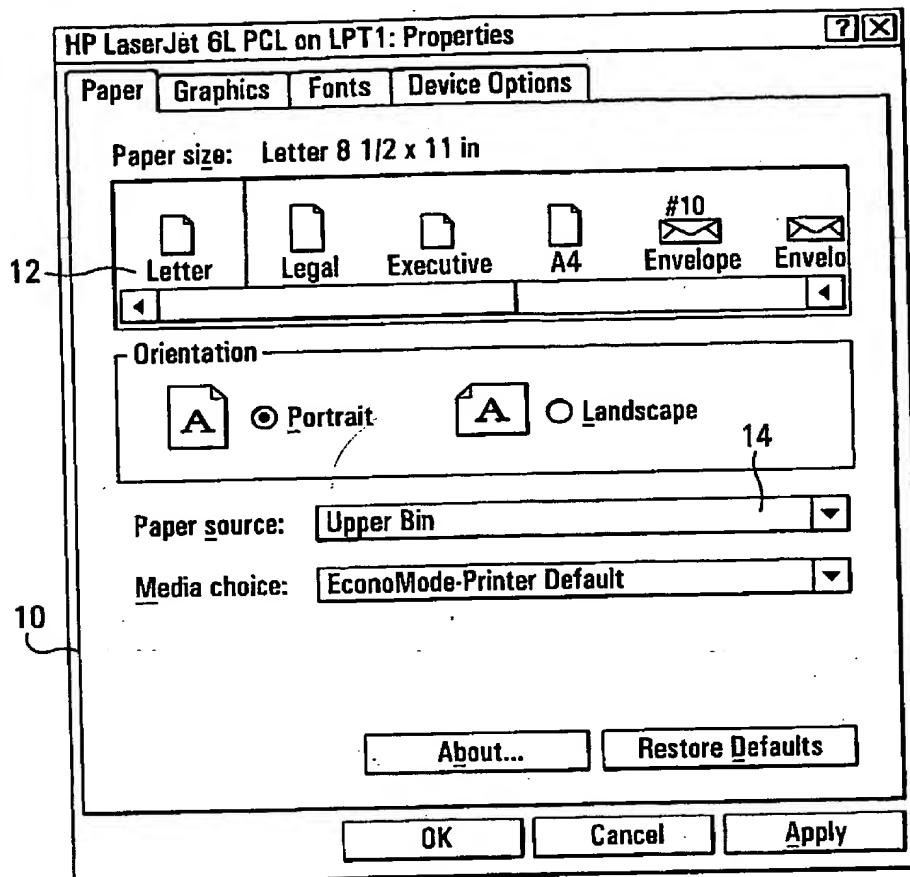 HP LaserJet 6L PCL on LPT1: Properties ? X
Paper Graphics Fonts Device Options
Paper size: Letter 8 1/2 x 11 in
#10
12 Letter Legal Executive A4 Envelope Envelo
Orientation
A Portrait A Landscape
14
Paper source: Upper Bin
Media choice: EconoMode-Printer Default
10
About... Restore Defaults
OK Cancel Apply